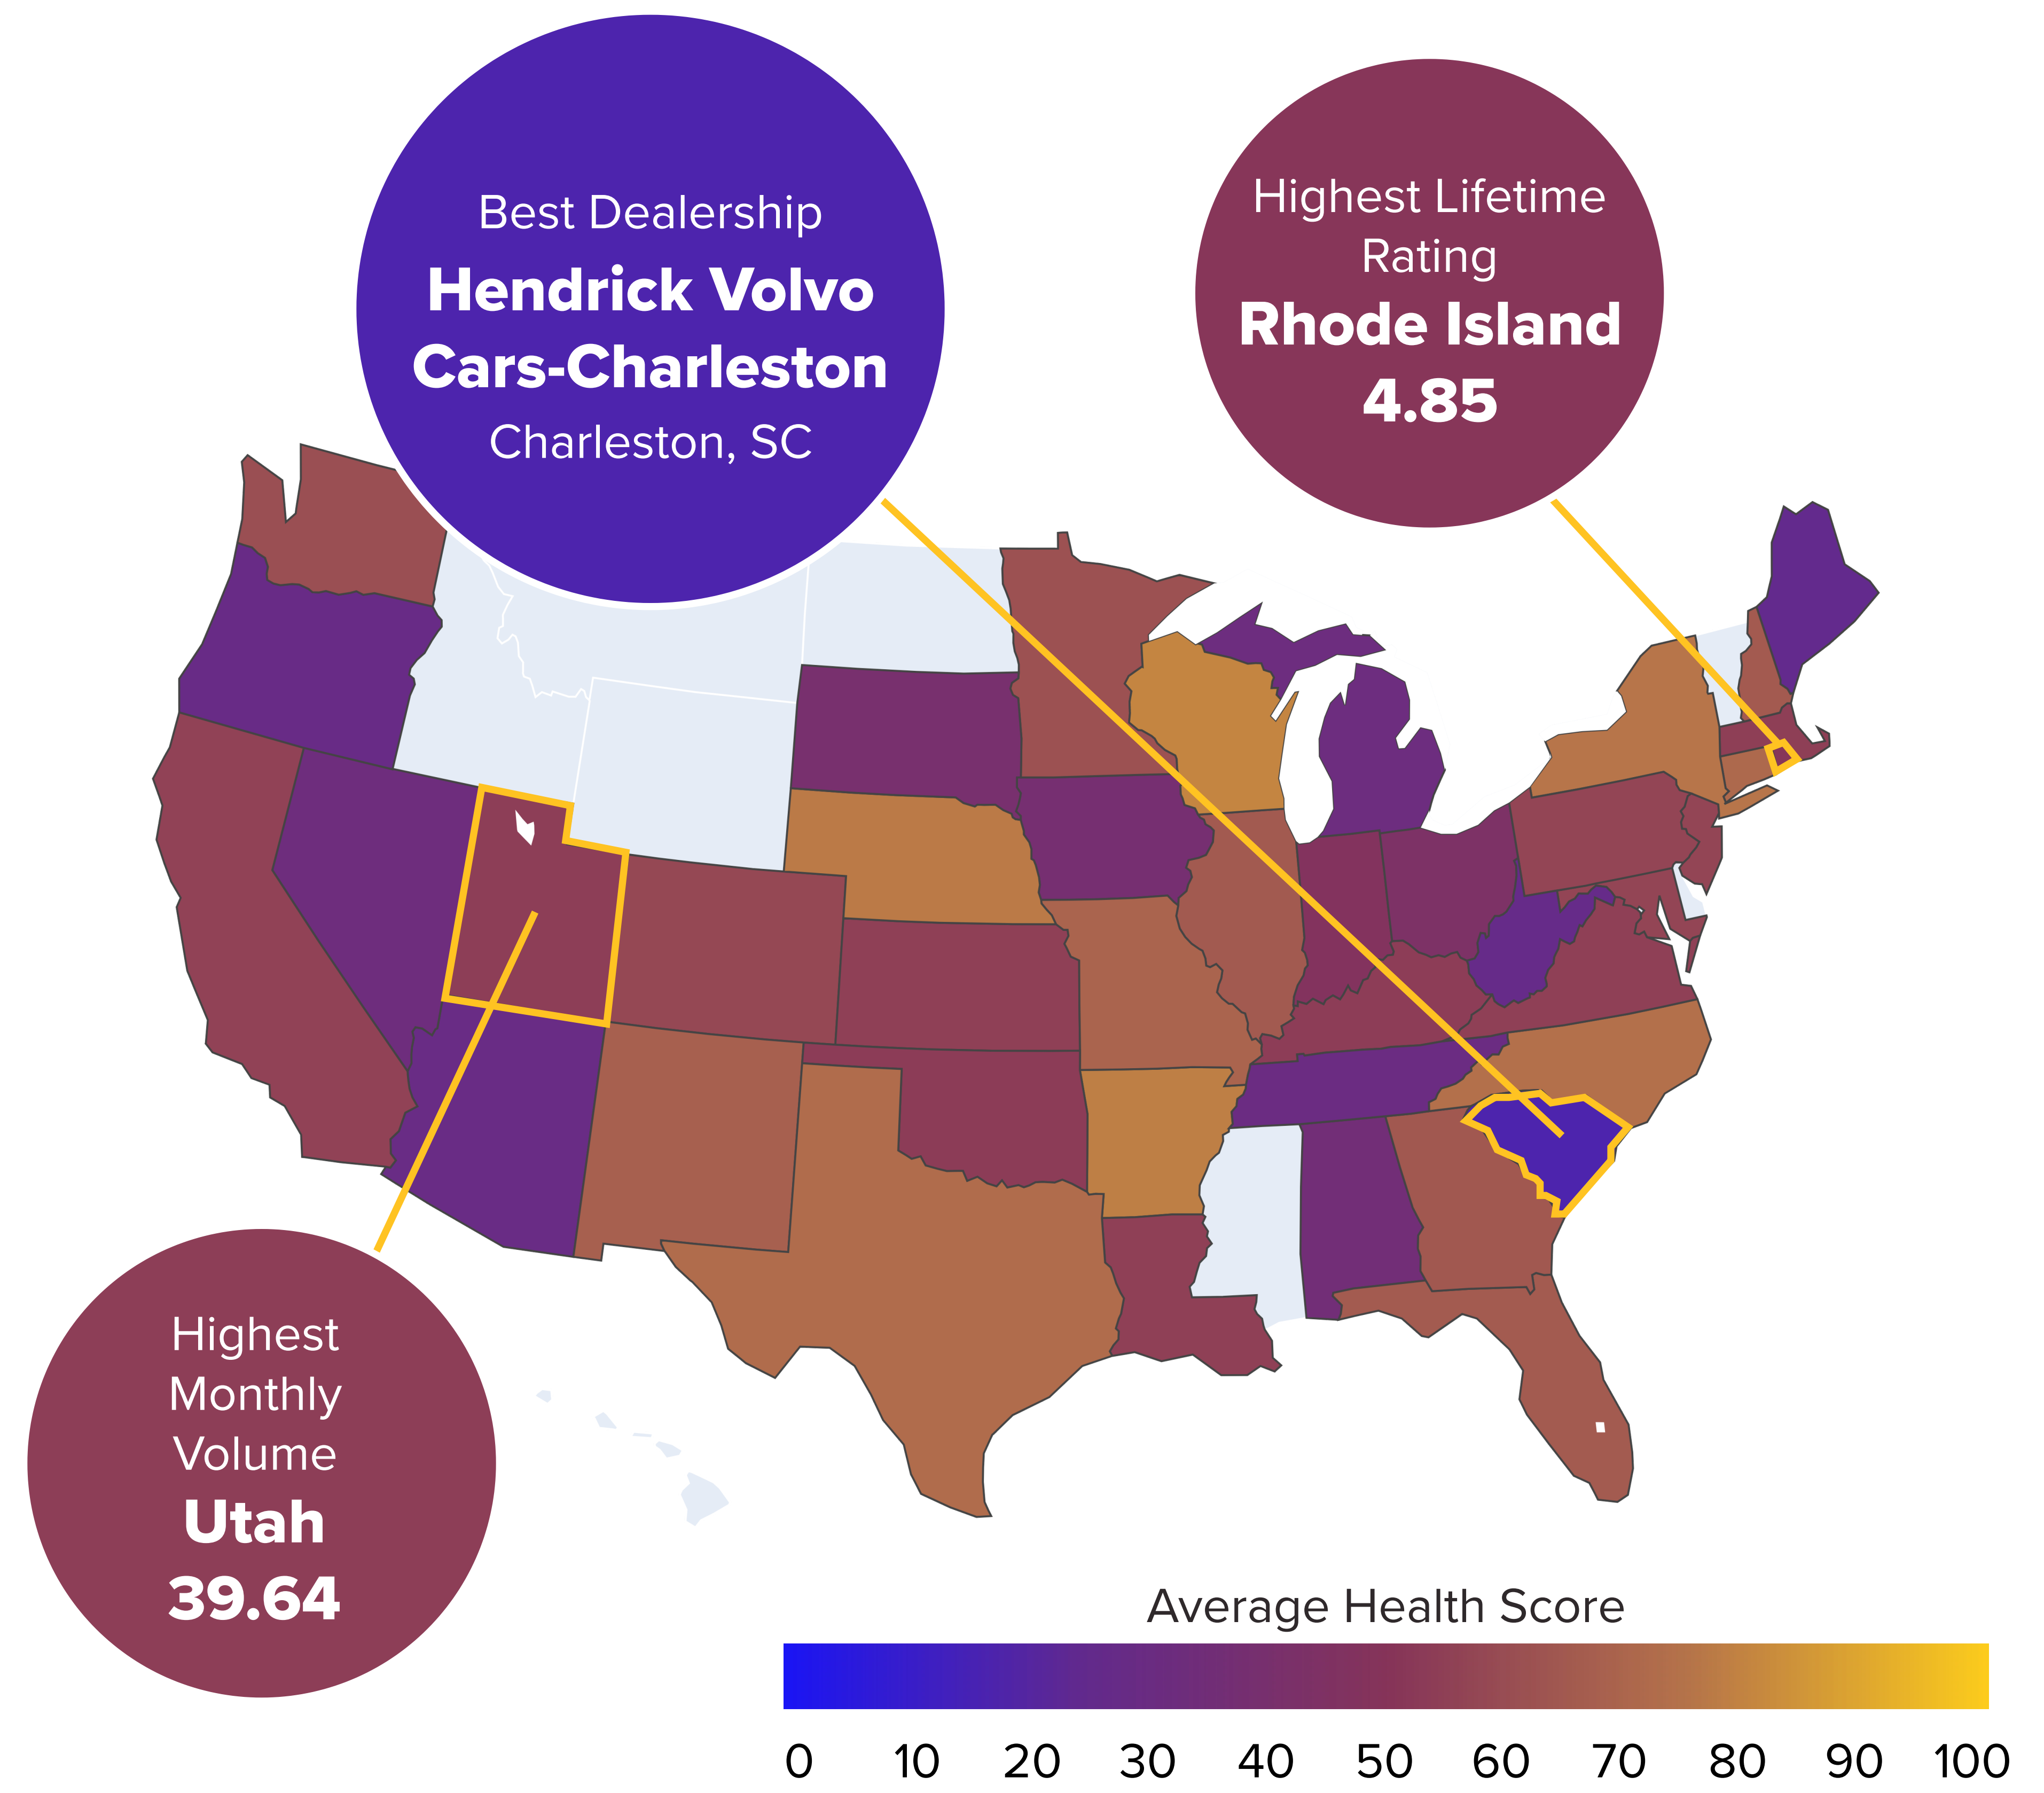 Best Dealership
Hendrick Volvo
Cars-Charleston
Charleston, SC
Highest Lifetime
Rating
Rhode Island
4.85
Highest
Monthly
Volume
Utah
39.64
Average Health Score
0 10 20 30 40 50 60 70 80 90 100